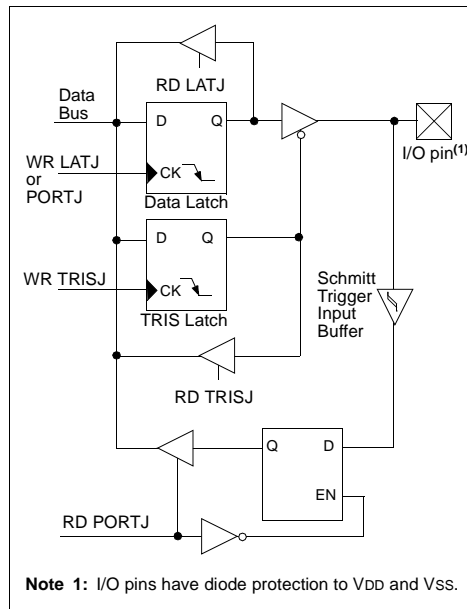 RD LATJ
Data
Bus
D
Q
I/O pin(1)
WR LATJ
or
PORTJ
CK
Data Latch
D
Q
WR TRISJ
CK
TRIS Latch
Schmitt
Trigger
Input
Buffer
RD TRISJ
Q
D
EN
RD PORTJ
Note 1: I/O pins have diode protection to VDD and VSS.